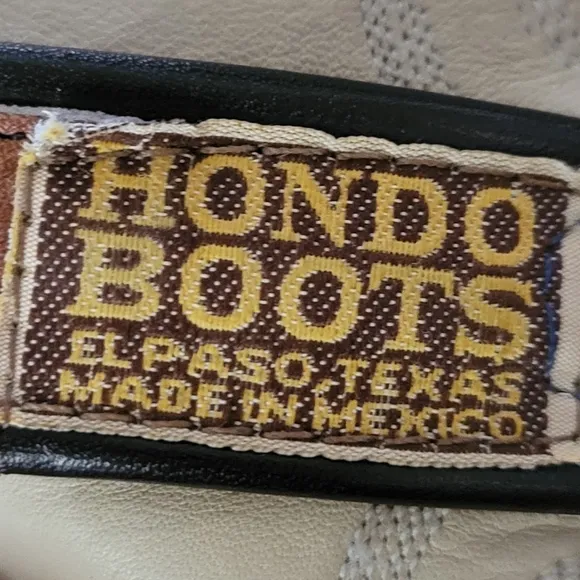 HONDO
BOOTS
EL PASO, TEXAS
MADE IN MEXICO